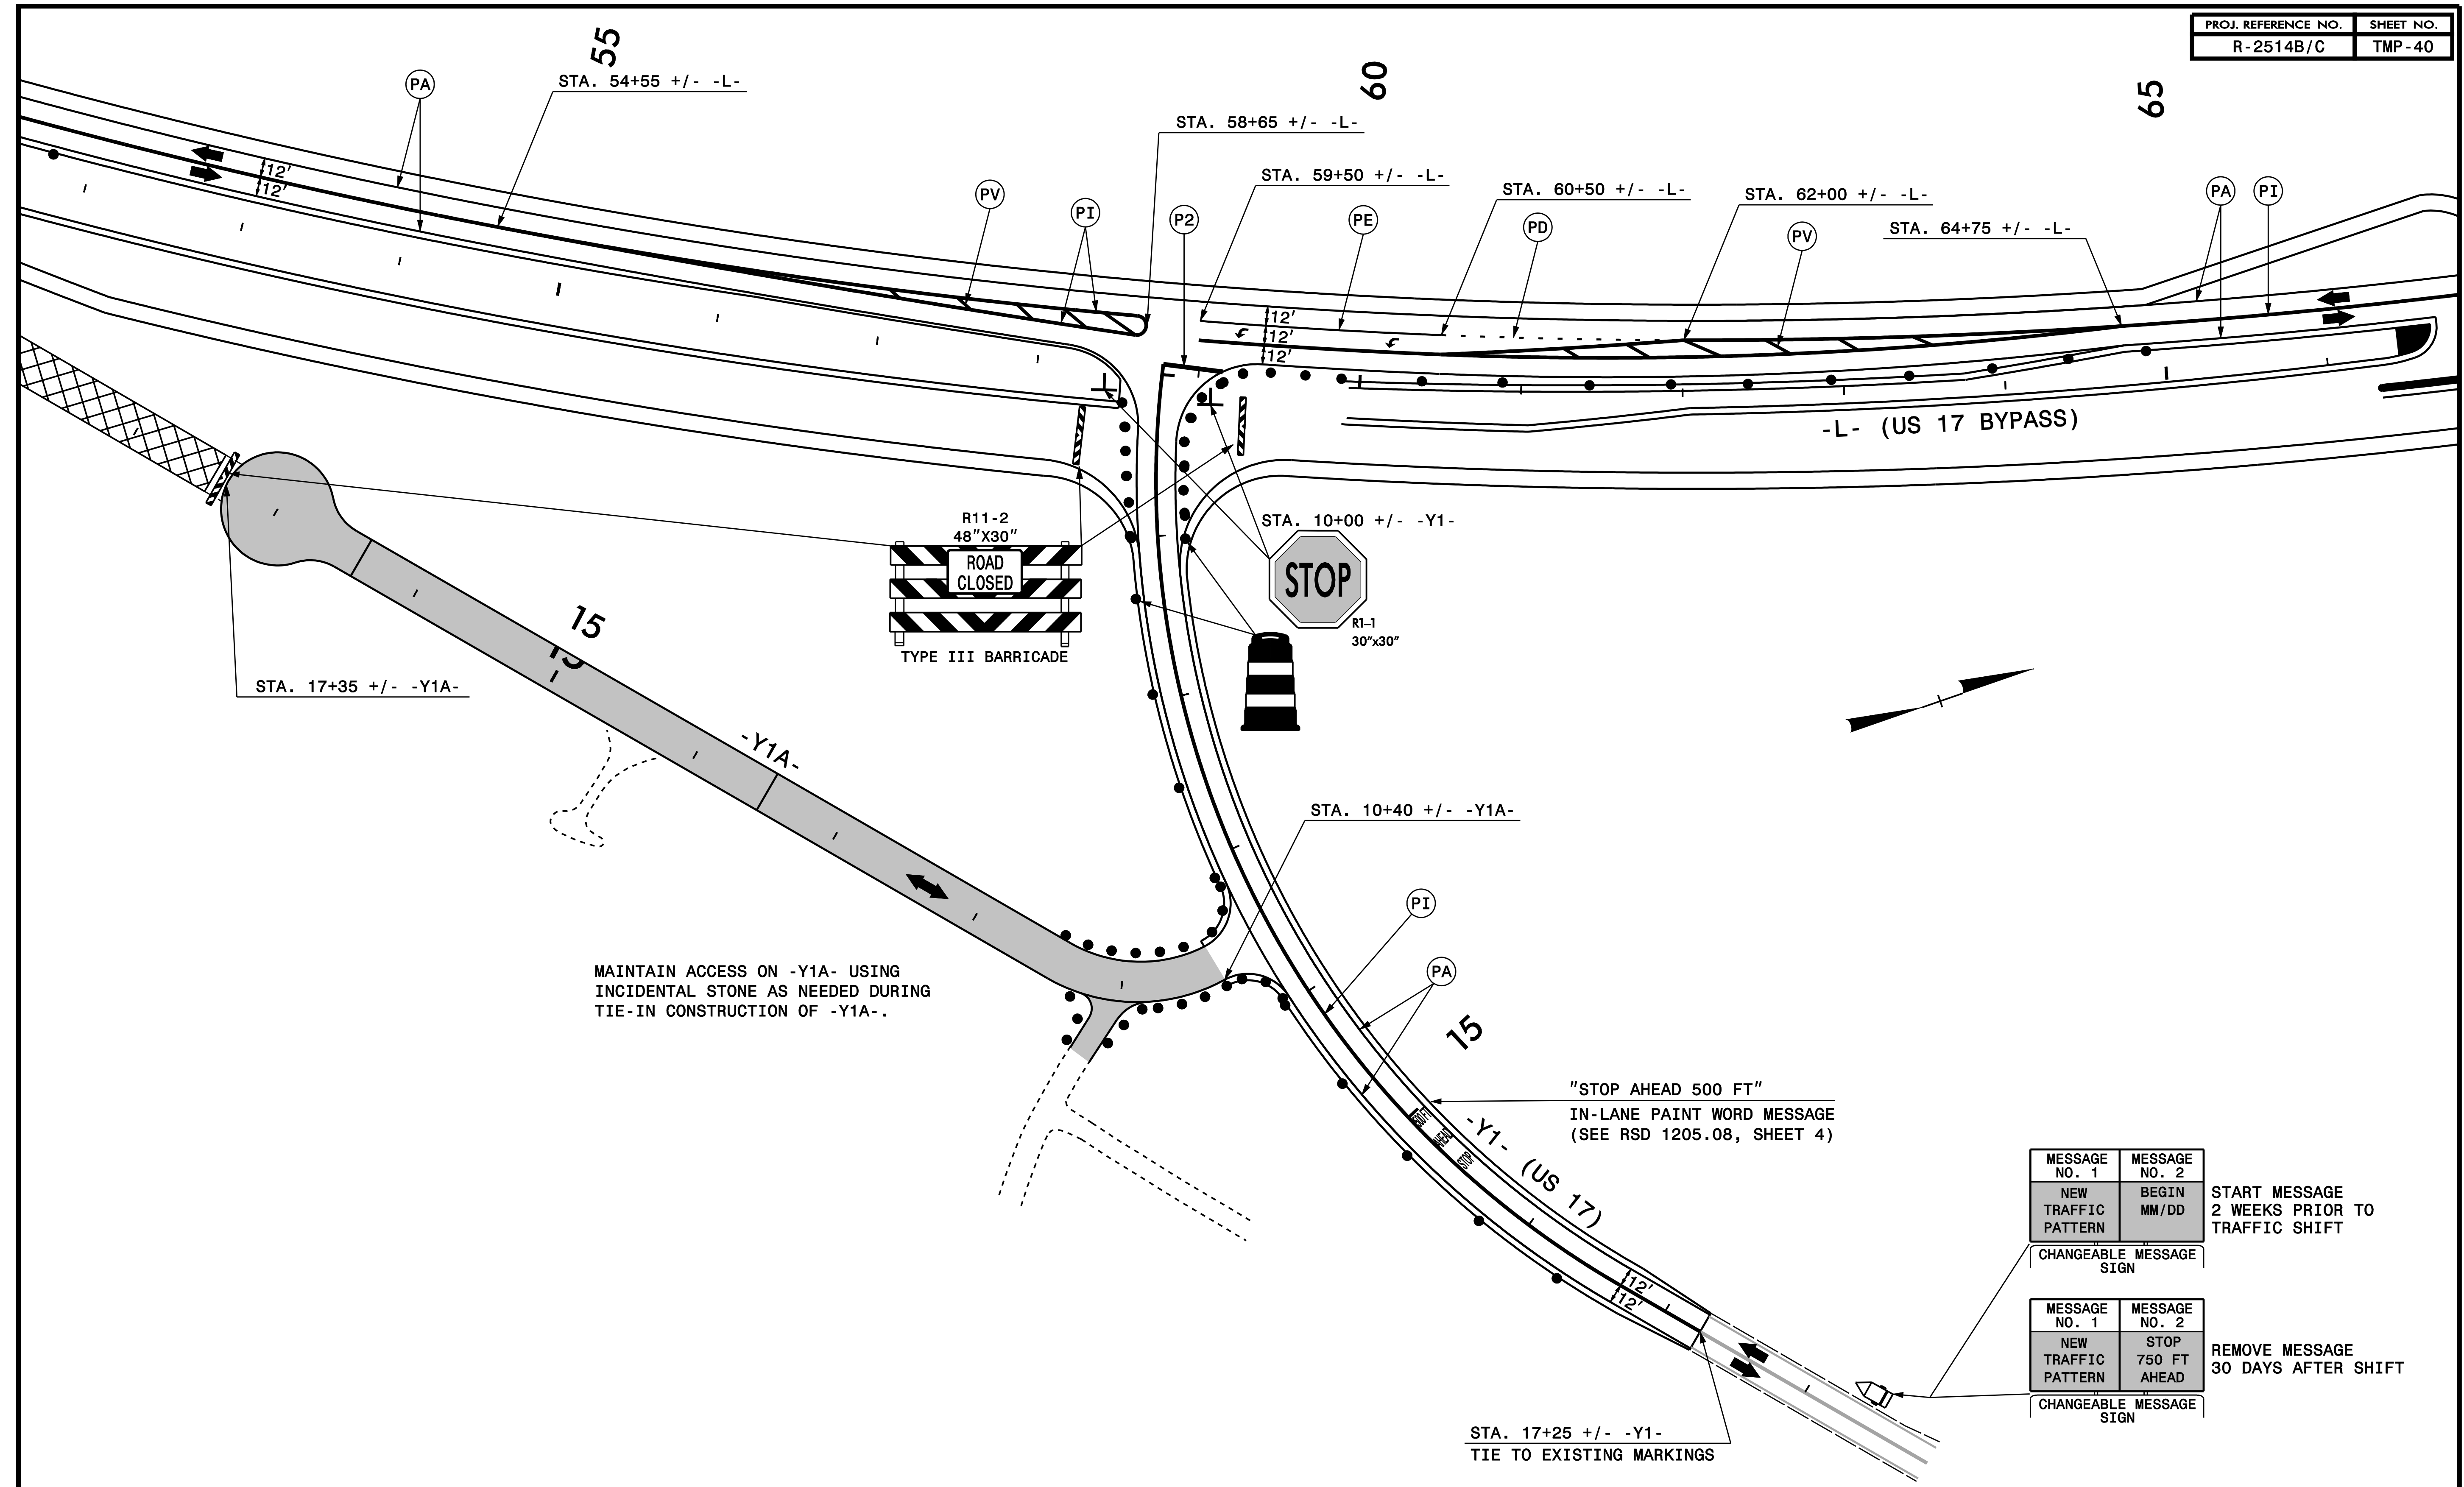 PROJ. REFERENCE NO.
SHEET NO.
R-2514B/C
TMP-40
55
60
65
STA. 54+55 +/- -L-
PA
STA. 58+65 +/- -L-
STA. 59+50 +/- -L-
STA. 60+50 +/- -L-
STA. 62+00 +/- -L-
STA. 64+75 +/- -L-
PV
PI
P2
PE
PD
PV
PA
PI
12'
12'
12'
12'
12'
-L- (US 17 BYPASS)
R11-2
48"X30"
ROAD
CLOSED
TYPE III BARRICADE
STA. 10+00 +/- -Y1-
STOP
R1-1
30"x30"
15
15
STA. 17+35 +/- -Y1A-
-Y1A-
STA. 10+40 +/- -Y1A-
PI
PA
MAINTAIN ACCESS ON -Y1A- USING
INCIDENTAL STONE AS NEEDED DURING
TIE-IN CONSTRUCTION OF -Y1A-.
15
"STOP AHEAD 500 FT"
IN-LANE PAINT WORD MESSAGE
(SEE RSD 1205.08, SHEET 4)
500 FT
AHEAD
STOP
-Y1- (US 17)
12'
12'
MESSAGE
NO. 1
MESSAGE
NO. 2
NEW
TRAFFIC
PATTERN
BEGIN
MM/DD
CHANGEABLE MESSAGE
SIGN
START MESSAGE
2 WEEKS PRIOR TO
TRAFFIC SHIFT
MESSAGE
NO. 1
MESSAGE
NO. 2
NEW
TRAFFIC
PATTERN
STOP
750 FT
AHEAD
CHANGEABLE MESSAGE
SIGN
REMOVE MESSAGE
30 DAYS AFTER SHIFT
STA. 17+25 +/- -Y1-
TIE TO EXISTING MARKINGS